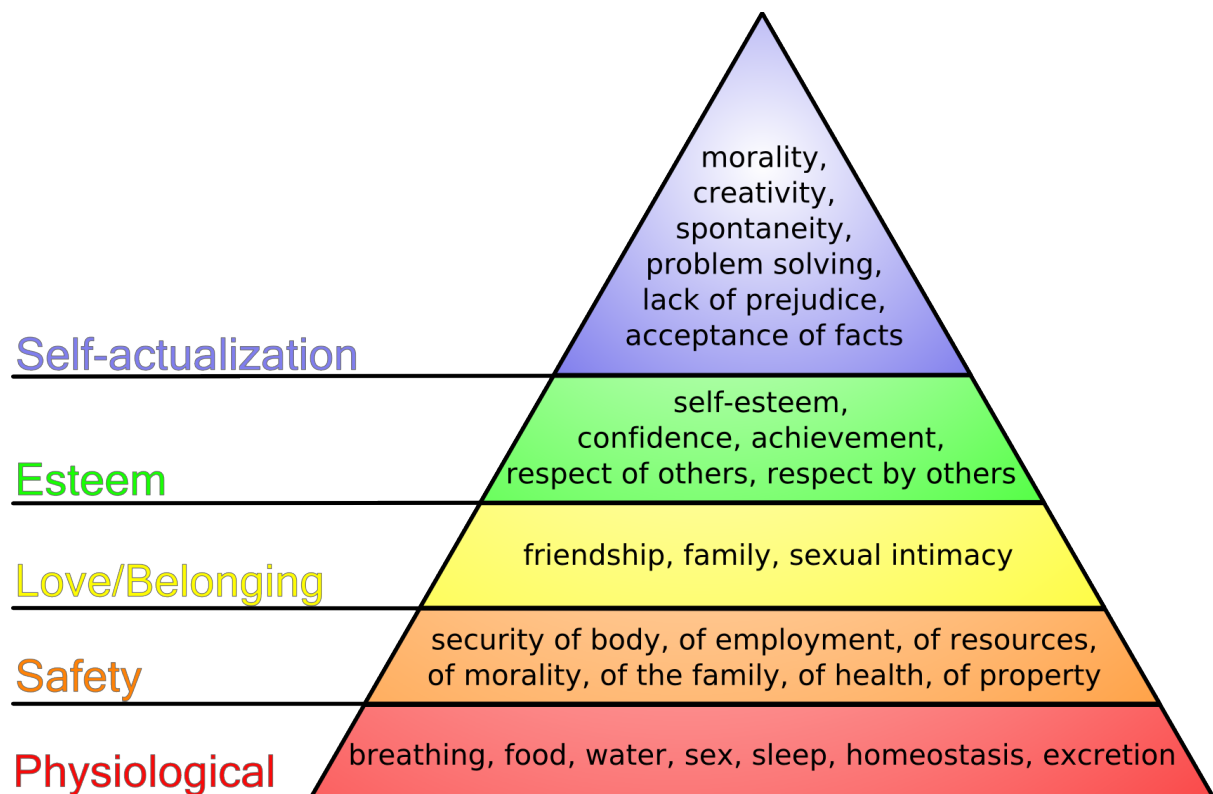 morality,
creativity,
spontaneity,
problem solving,
lack of prejudice,
acceptance of facts
Self-actualization
self-esteem,
confidence, achievement,
respect of others, respect by others
Esteem
friendship, family, sexual intimacy
Love/Belonging
security of body, of employment, of resources,
of morality, of the family, of health, of property
Safety
breathing, food, water, sex, sleep, homeostasis, excretion
Physiological